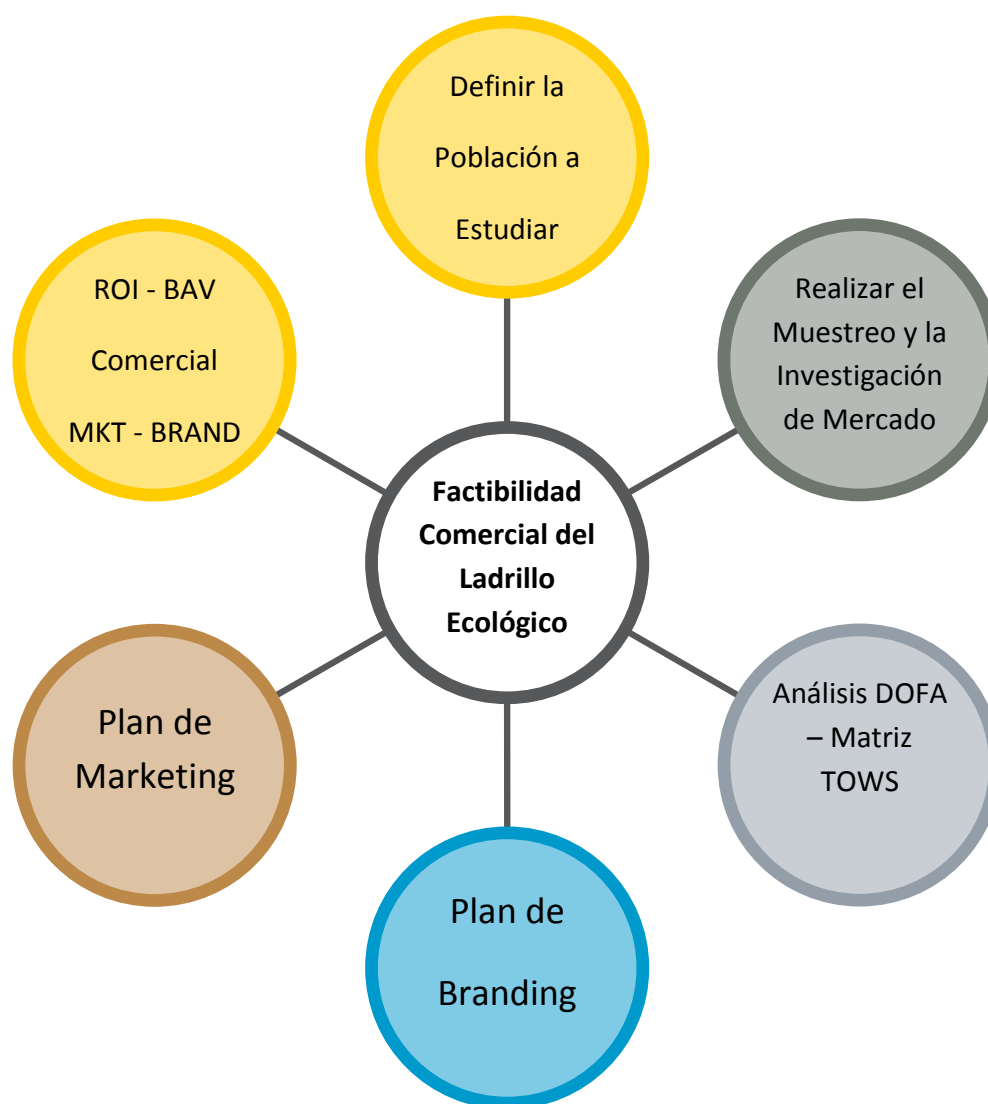 Definir la
Población a
Estudiar
ROI - BAV
Comercial
MKT - BRAND
Realizar el
Muestreo y la
Investigación
de Mercado
Factibilidad
Comercial del
Ladrillo
Ecológico
Plan de
Marketing
Análisis DOFA
– Matriz
TOWS
Plan de
Branding